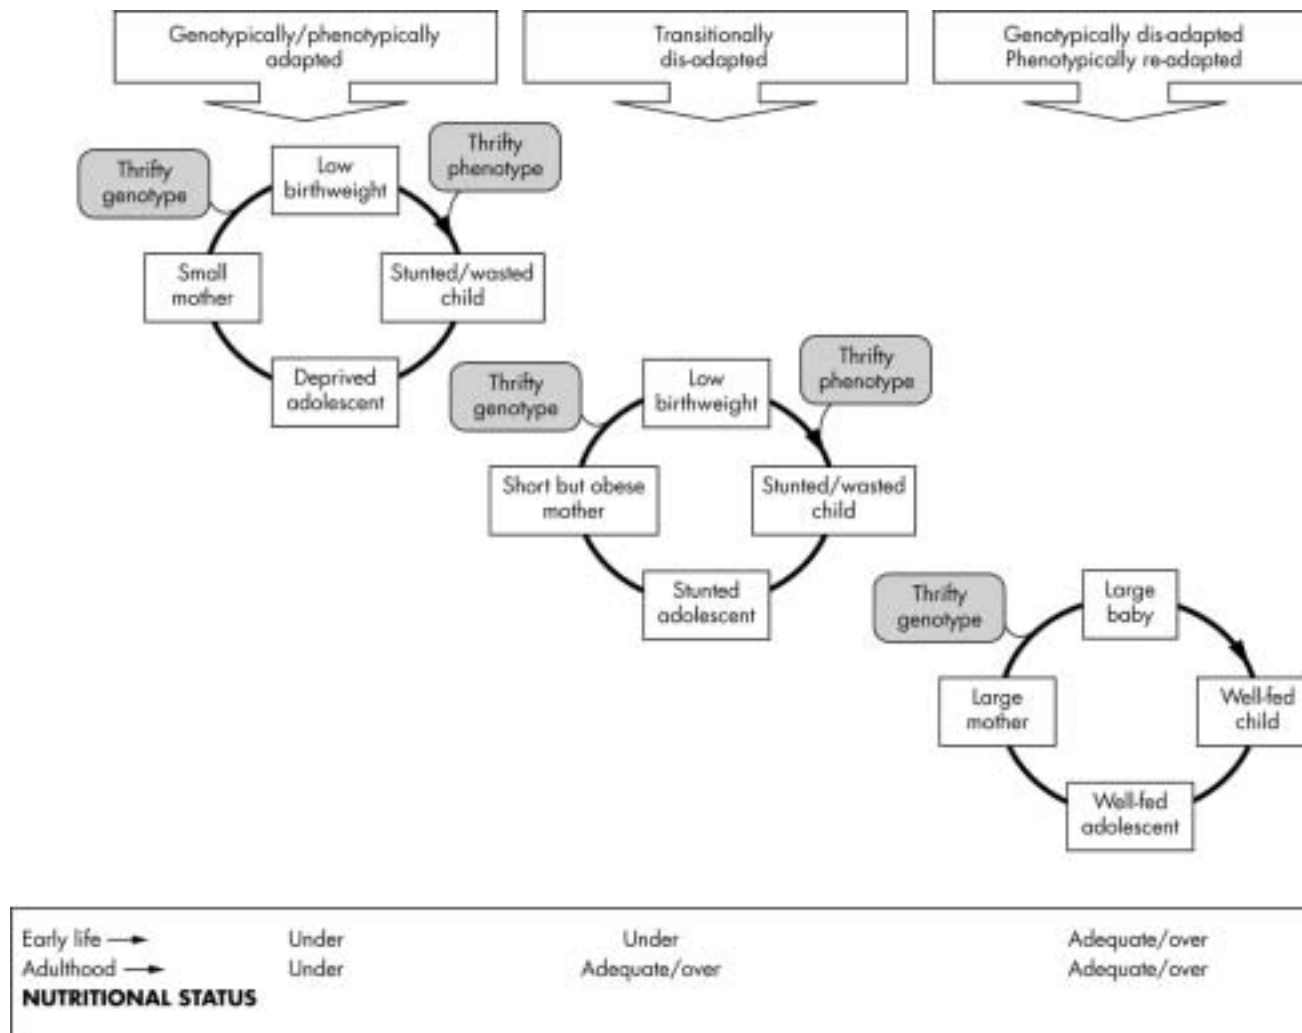 Genotypically/phenotypically
adapted
Transitionally
dis-adapted
Genotypically dis-adapted
Phenotypically re-adapted
Thrifty
genotype
Low
birthweight
Thrifty
phenotype
Small
mother
Stunted/wasted
child
Deprived
adolescent
Thrifty
genotype
Low
birthweight
Thrifty
phenotype
Short but obese
mother
Stunted/wasted
child
Stunted
adolescent
Thrifty
genotype
Large
baby
Large
mother
Well-fed
child
Well-fed
adolescent
Early life → Under Under Adequate/over
Adulthood → Under Adequate/over Adequate/over
NUTRITIONAL STATUS